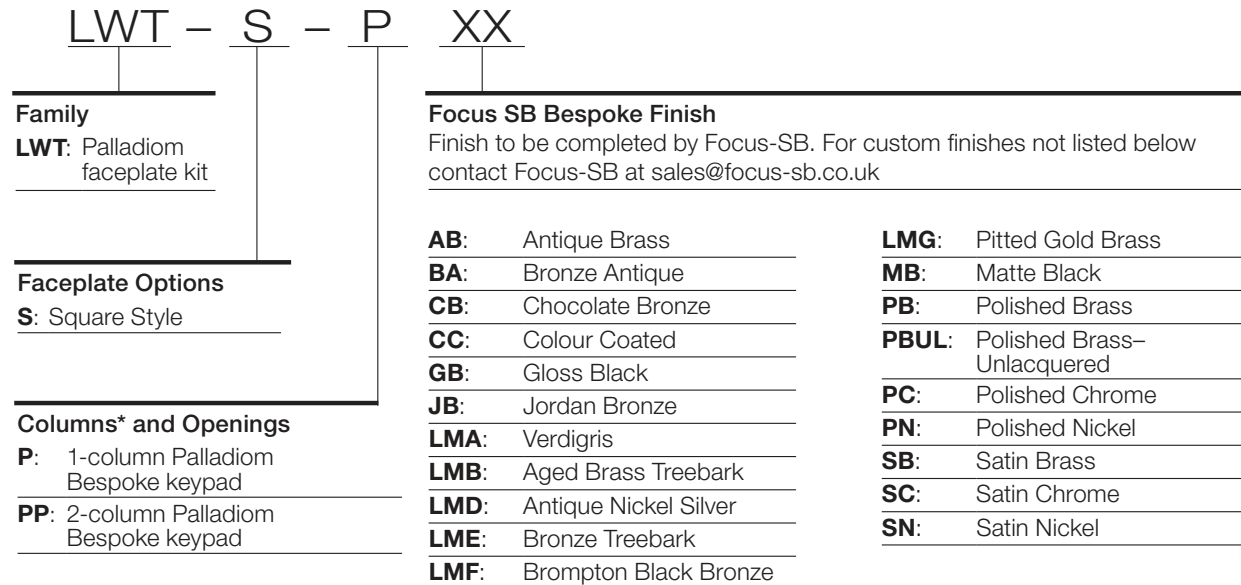 LWT – S – P XX
Family
LWT: Palladiom
faceplate kit
Faceplate Options
S: Square Style
Columns* and Openings
P: 1-column Palladiom
Bespoke keypad
PP: 2-column Palladiom
Bespoke keypad
Focus SB Bespoke Finish
Finish to be completed by Focus-SB. For custom finishes not listed below
contact Focus-SB at sales@focus-sb.co.uk
AB: Antique Brass
BA: Bronze Antique
CB: Chocolate Bronze
CC: Colour Coated
GB: Gloss Black
JB: Jordan Bronze
LMA: Verdigris
LMB: Aged Brass Treebark
LMD: Antique Nickel Silver
LME: Bronze Treebark
LMF: Brompton Black Bronze
LMG: Pitted Gold Brass
MB: Matte Black
PB: Polished Brass
PBUL: Polished Brass–
Unlacquered
PC: Polished Chrome
PN: Polished Nickel
SB: Satin Brass
SC: Satin Chrome
SN: Satin Nickel